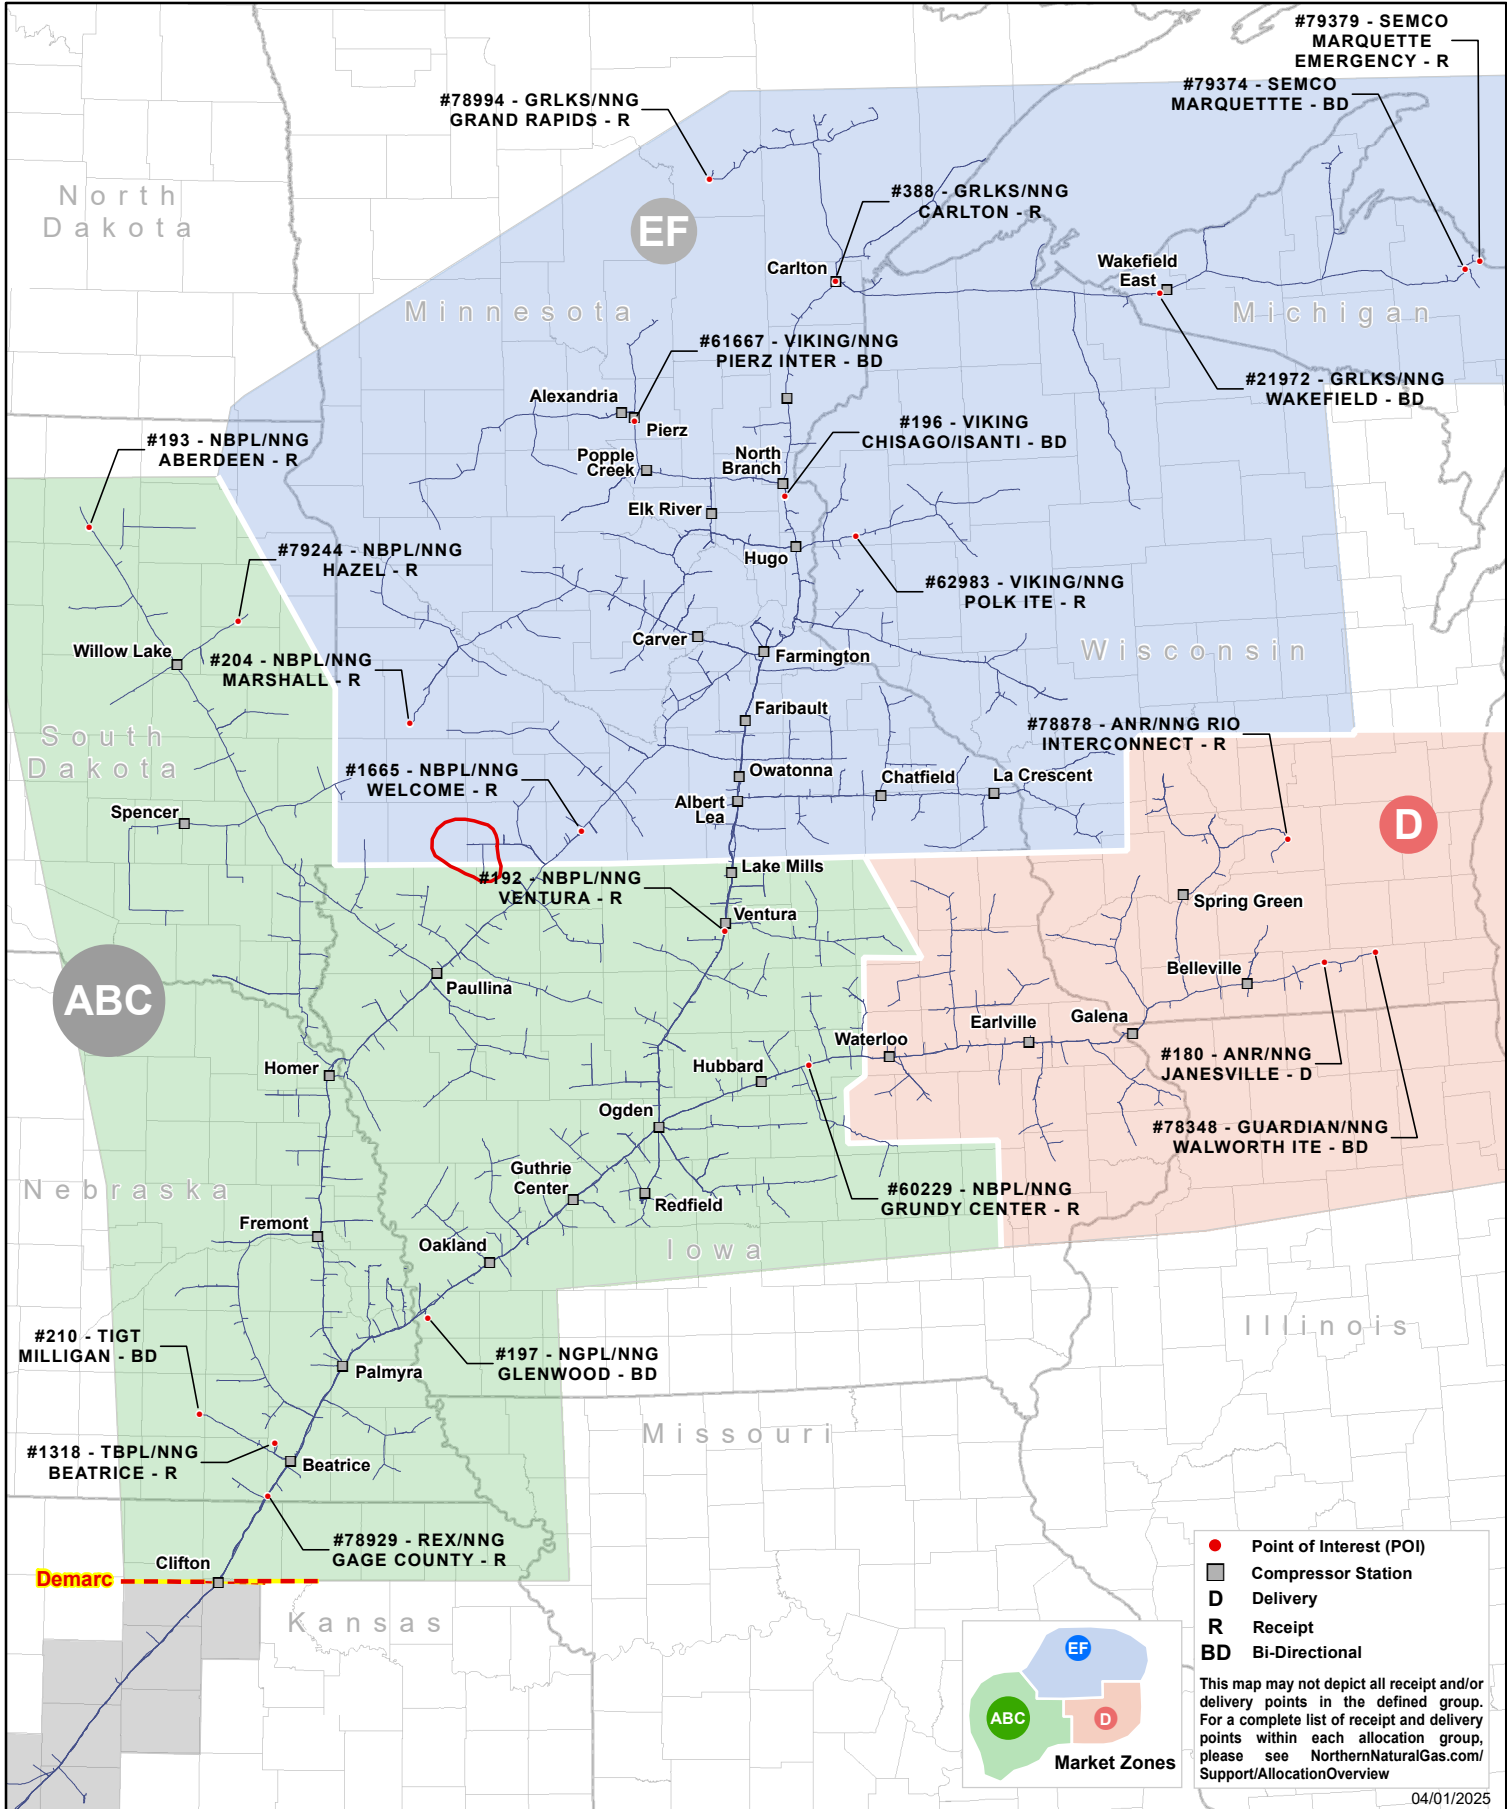 #79379 - SEMCO
MARQUETTE
EMERGENCY - R
#79374 - SEMCO
MARQUETTTE - BD
#78994 - GRLKS/NNG
GRAND RAPIDS - R
North
Dakota
#388 - GRLKS/NNG
CARLTON - R
EF
Carlton
Wakefield
East
Minnesota
Michigan
#61667 - VIKING/NNG
PIERZ INTER - BD
#21972 - GRLKS/NNG
WAKEFIELD - BD
Alexandria
Pierz
#193 - NBPL/NNG
ABERDEEN - R
#196 - VIKING
CHISAGO/ISANTI - BD
Popple
Creek
North
Branch
Elk River
#79244 - NBPL/NNG
HAZEL - R
Hugo
#62983 - VIKING/NNG
POLK ITE - R
Willow Lake
Carver
Farmington
Wisconsin
#204 - NBPL/NNG
MARSHALL - R
Faribault
South
Dakota
#78878 - ANR/NNG RIO
INTERCONNECT - R
#1665 - NBPL/NNG
WELCOME - R
Owatonna
Chatfield
La Crescent
Spencer
Albert
Lea
D
Lake Mills
#192 - NBPL/NNG
VENTURA - R
Spring Green
Ventura
ABC
Paullina
Belleville
Earlville
Galena
Waterloo
Homer
Hubbard
#180 - ANR/NNG
JANESVILLE - D
Ogden
#78348 - GUARDIAN/NNG
WALWORTH ITE - BD
Guthrie
Center
Redfield
#60229 - NBPL/NNG
GRUNDY CENTER - R
Nebraska
Fremont
Oakland
Iowa
Illinois
#210 - TIGT
MILLIGAN - BD
#197 - NGPL/NNG
GLENWOOD - BD
Palmyra
Missouri
#1318 - TBPL/NNG
BEATRICE - R
Beatrice
#78929 - REX/NNG
GAGE COUNTY - R
Clifton
Demarc
Kansas
Point of Interest (POI)
Compressor Station
D Delivery
R Receipt
BD Bi-Directional
This map may not depict all receipt and/or
delivery points in the defined group.
For a complete list of receipt and delivery
points within each allocation group,
please see NorthernNaturalGas.com/
Support/AllocationOverview
EF
ABC
D
Market Zones
04/01/2025